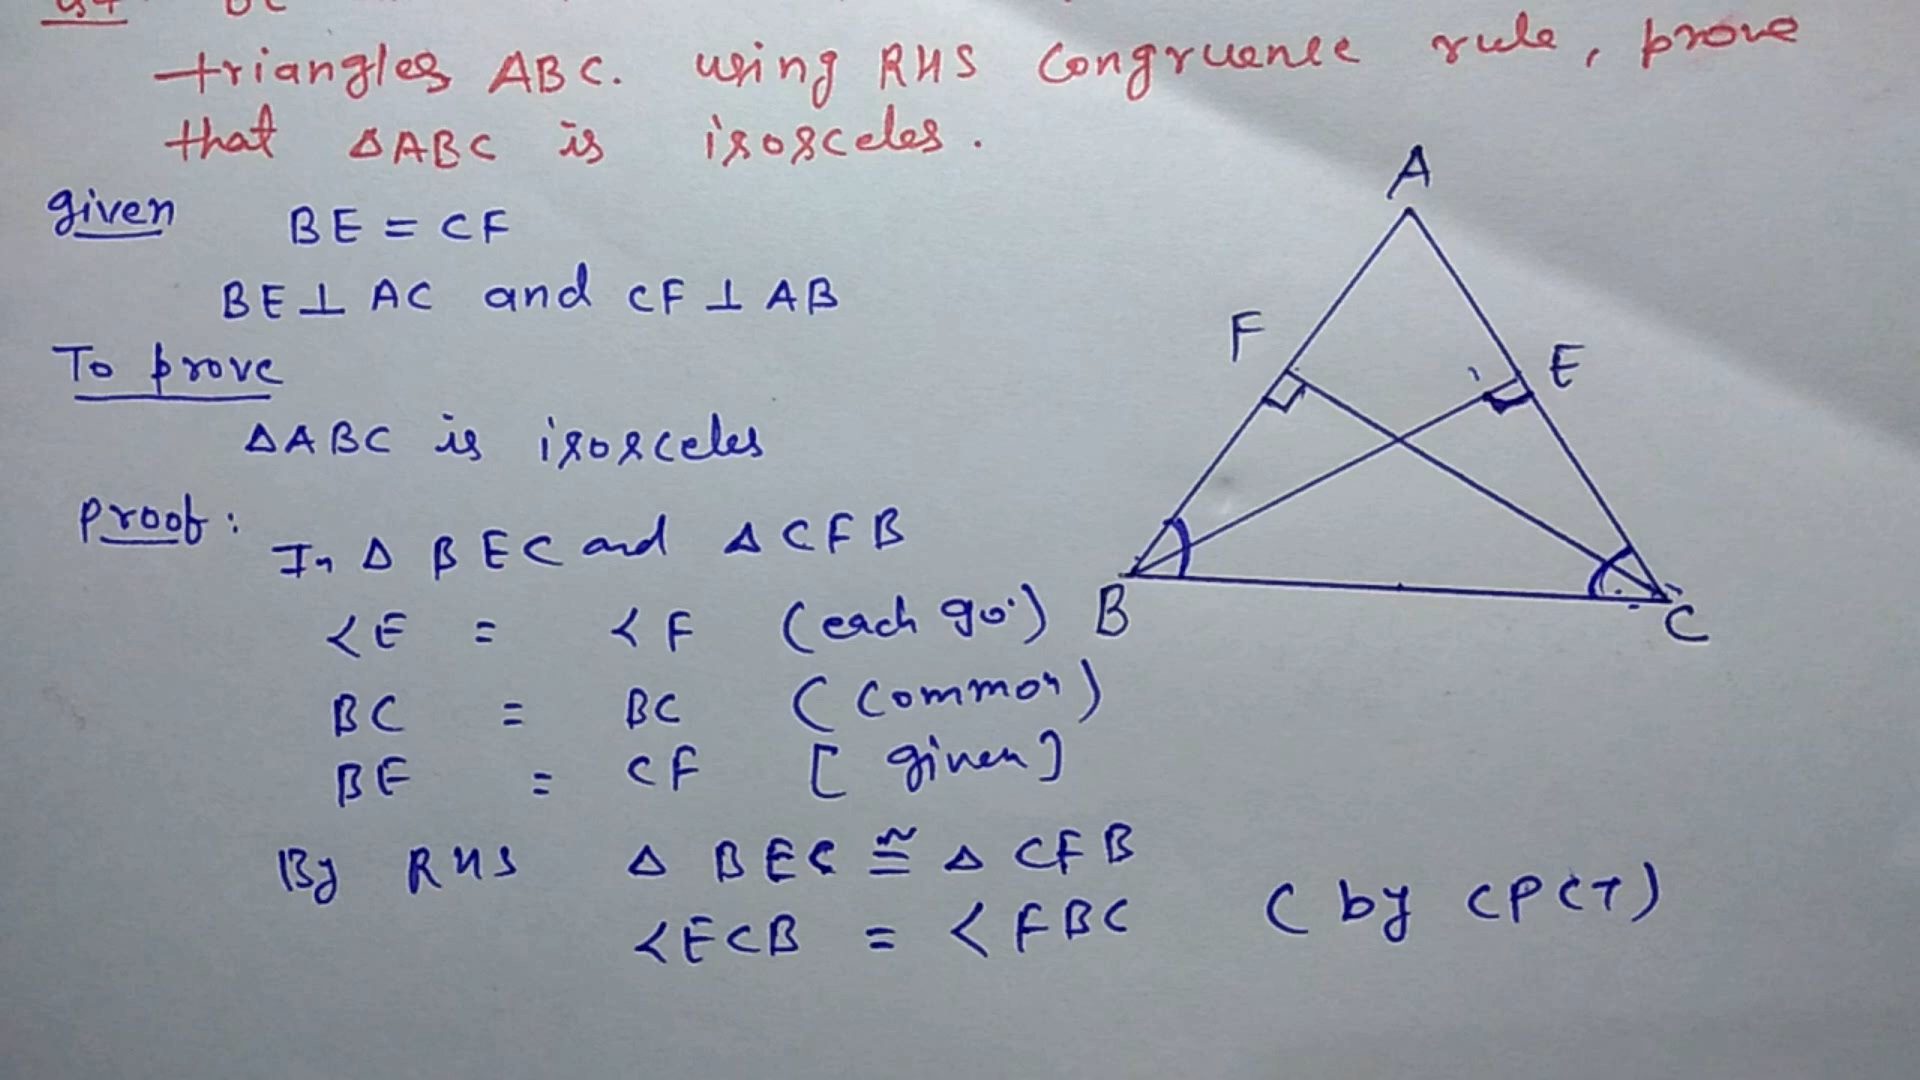 triangles ABC. using RHS Congruence rule, prove
that ΔABC is isosceles.
given BE = CF
BE ⊥ AC and CF ⊥ AB
To prove
ΔABC is isosceles
Proof:
In Δ BEC and Δ CFB
<E = <F (each 90°)
BC = BC (Common)
BE = CF [given]
By RHS Δ BEC ≅ Δ CFB
<ECB = <FBC (by CPCT)
A
F
E
B
C